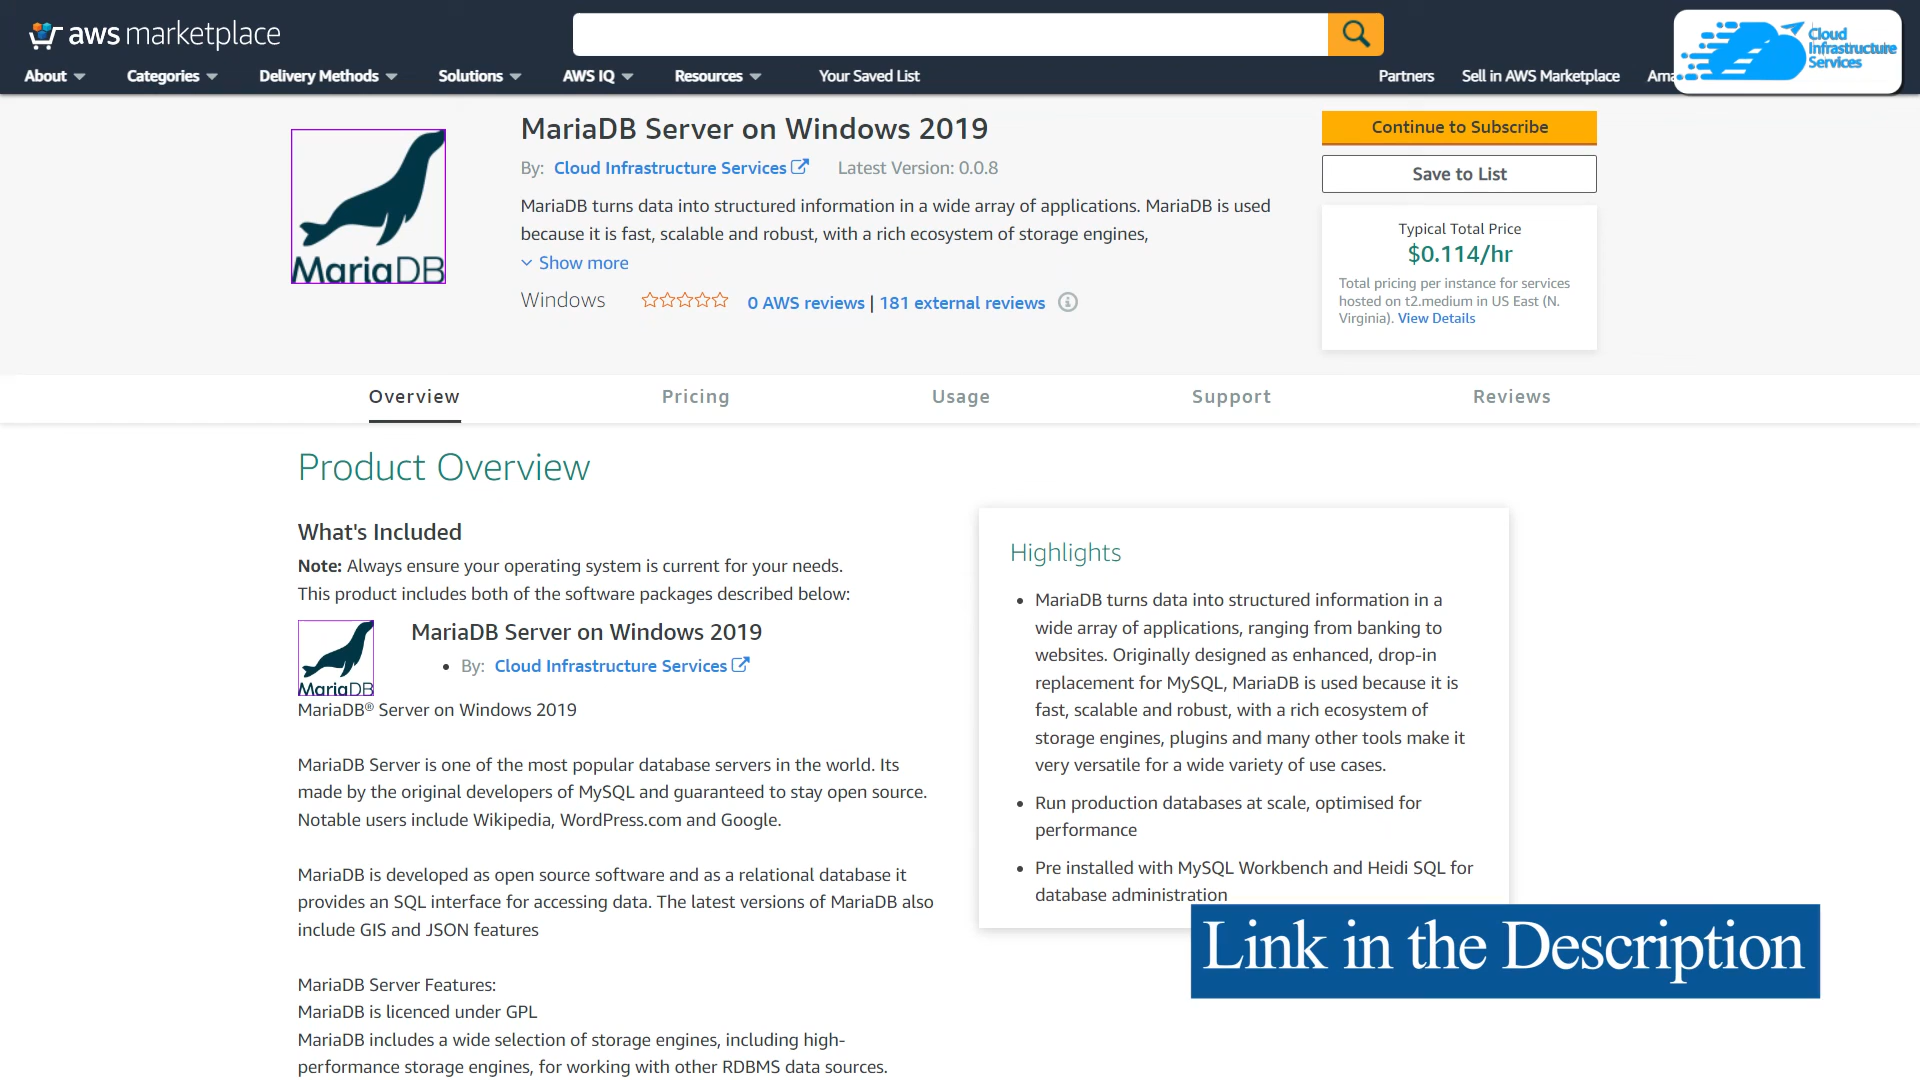 aws marketplace
Cloud
Infrastructure
Services
About
Categories
Delivery Methods
Solutions
AWS IQ
Resources
Your Saved List
Partners
Sell in AWS Marketplace
MariaDB Server on Windows 2019
By: Cloud Infrastructure Services Latest Version: 0.0.8
MariaDB turns data into structured information in a wide array of applications. MariaDB is used
because it is fast, scalable and robust, with a rich ecosystem of storage engines,
Show more
Windows
0 AWS reviews | 181 external reviews
MariaDB
Continue to Subscribe
Save to List
Typical Total Price
$0.114/hr
Total pricing per instance for services
hosted on t2.medium in US East (N.
Virginia). View Details
Overview
Pricing
Usage
Support
Reviews
Product Overview
What's Included
Note: Always ensure your operating system is current for your needs.
This product includes both of the software packages described below:
MariaDB
MariaDB Server on Windows 2019
By: Cloud Infrastructure Services
MariaDB® Server on Windows 2019
MariaDB Server is one of the most popular database servers in the world. Its
made by the original developers of MySQL and guaranteed to stay open source.
Notable users include Wikipedia, WordPress.com and Google.
MariaDB is developed as open source software and as a relational database it
provides an SQL interface for accessing data. The latest versions of MariaDB also
include GIS and JSON features
MariaDB Server Features:
MariaDB is licenced under GPL
MariaDB includes a wide selection of storage engines, including high-
performance storage engines, for working with other RDBMS data sources.
Highlights
MariaDB turns data into structured information in a
wide array of applications, ranging from banking to
websites. Originally designed as enhanced, drop-in
replacement for MySQL, MariaDB is used because it is
fast, scalable and robust, with a rich ecosystem of
storage engines, plugins and many other tools make it
very versatile for a wide variety of use cases.
Run production databases at scale, optimised for
performance
Pre installed with MySQL Workbench and Heidi SQL for
database administration
Link in the Description